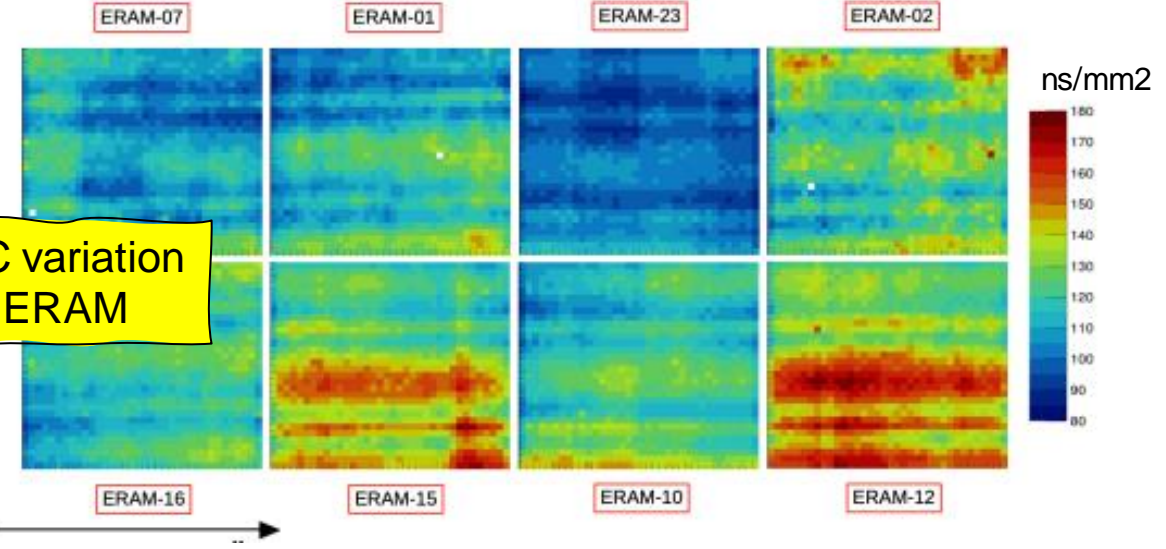 ERAM-07
ERAM-01
ERAM-23
ERAM-02
ns/mm2
180
170
160
150
140
130
120
110
100
90
80
C variation
ERAM
ERAM-16
ERAM-15
ERAM-10
ERAM-12